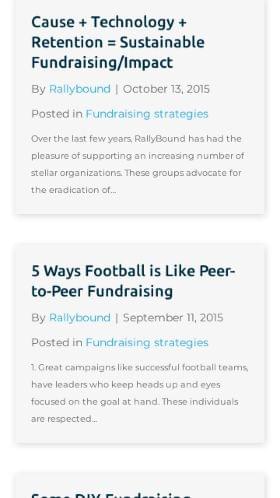 Cause + Technology +
Retention = Sustainable
Fundraising/Impact
By Rallybound | October 13, 2015
Posted in Fundraising strategies
Over the last few years, RallyBound has had the
pleasure of supporting an increasing number of
stellar organizations. These groups advocate for
the eradication of...
5 Ways Football is Like Peer-
to-Peer Fundraising
By Rallybound | September 11, 2015
Posted in Fundraising strategies
1. Great campaigns like successful football teams,
have leaders who keep heads up and eyes
focused on the goal at hand. These individuals
are respected...
Some DIY Fundraising